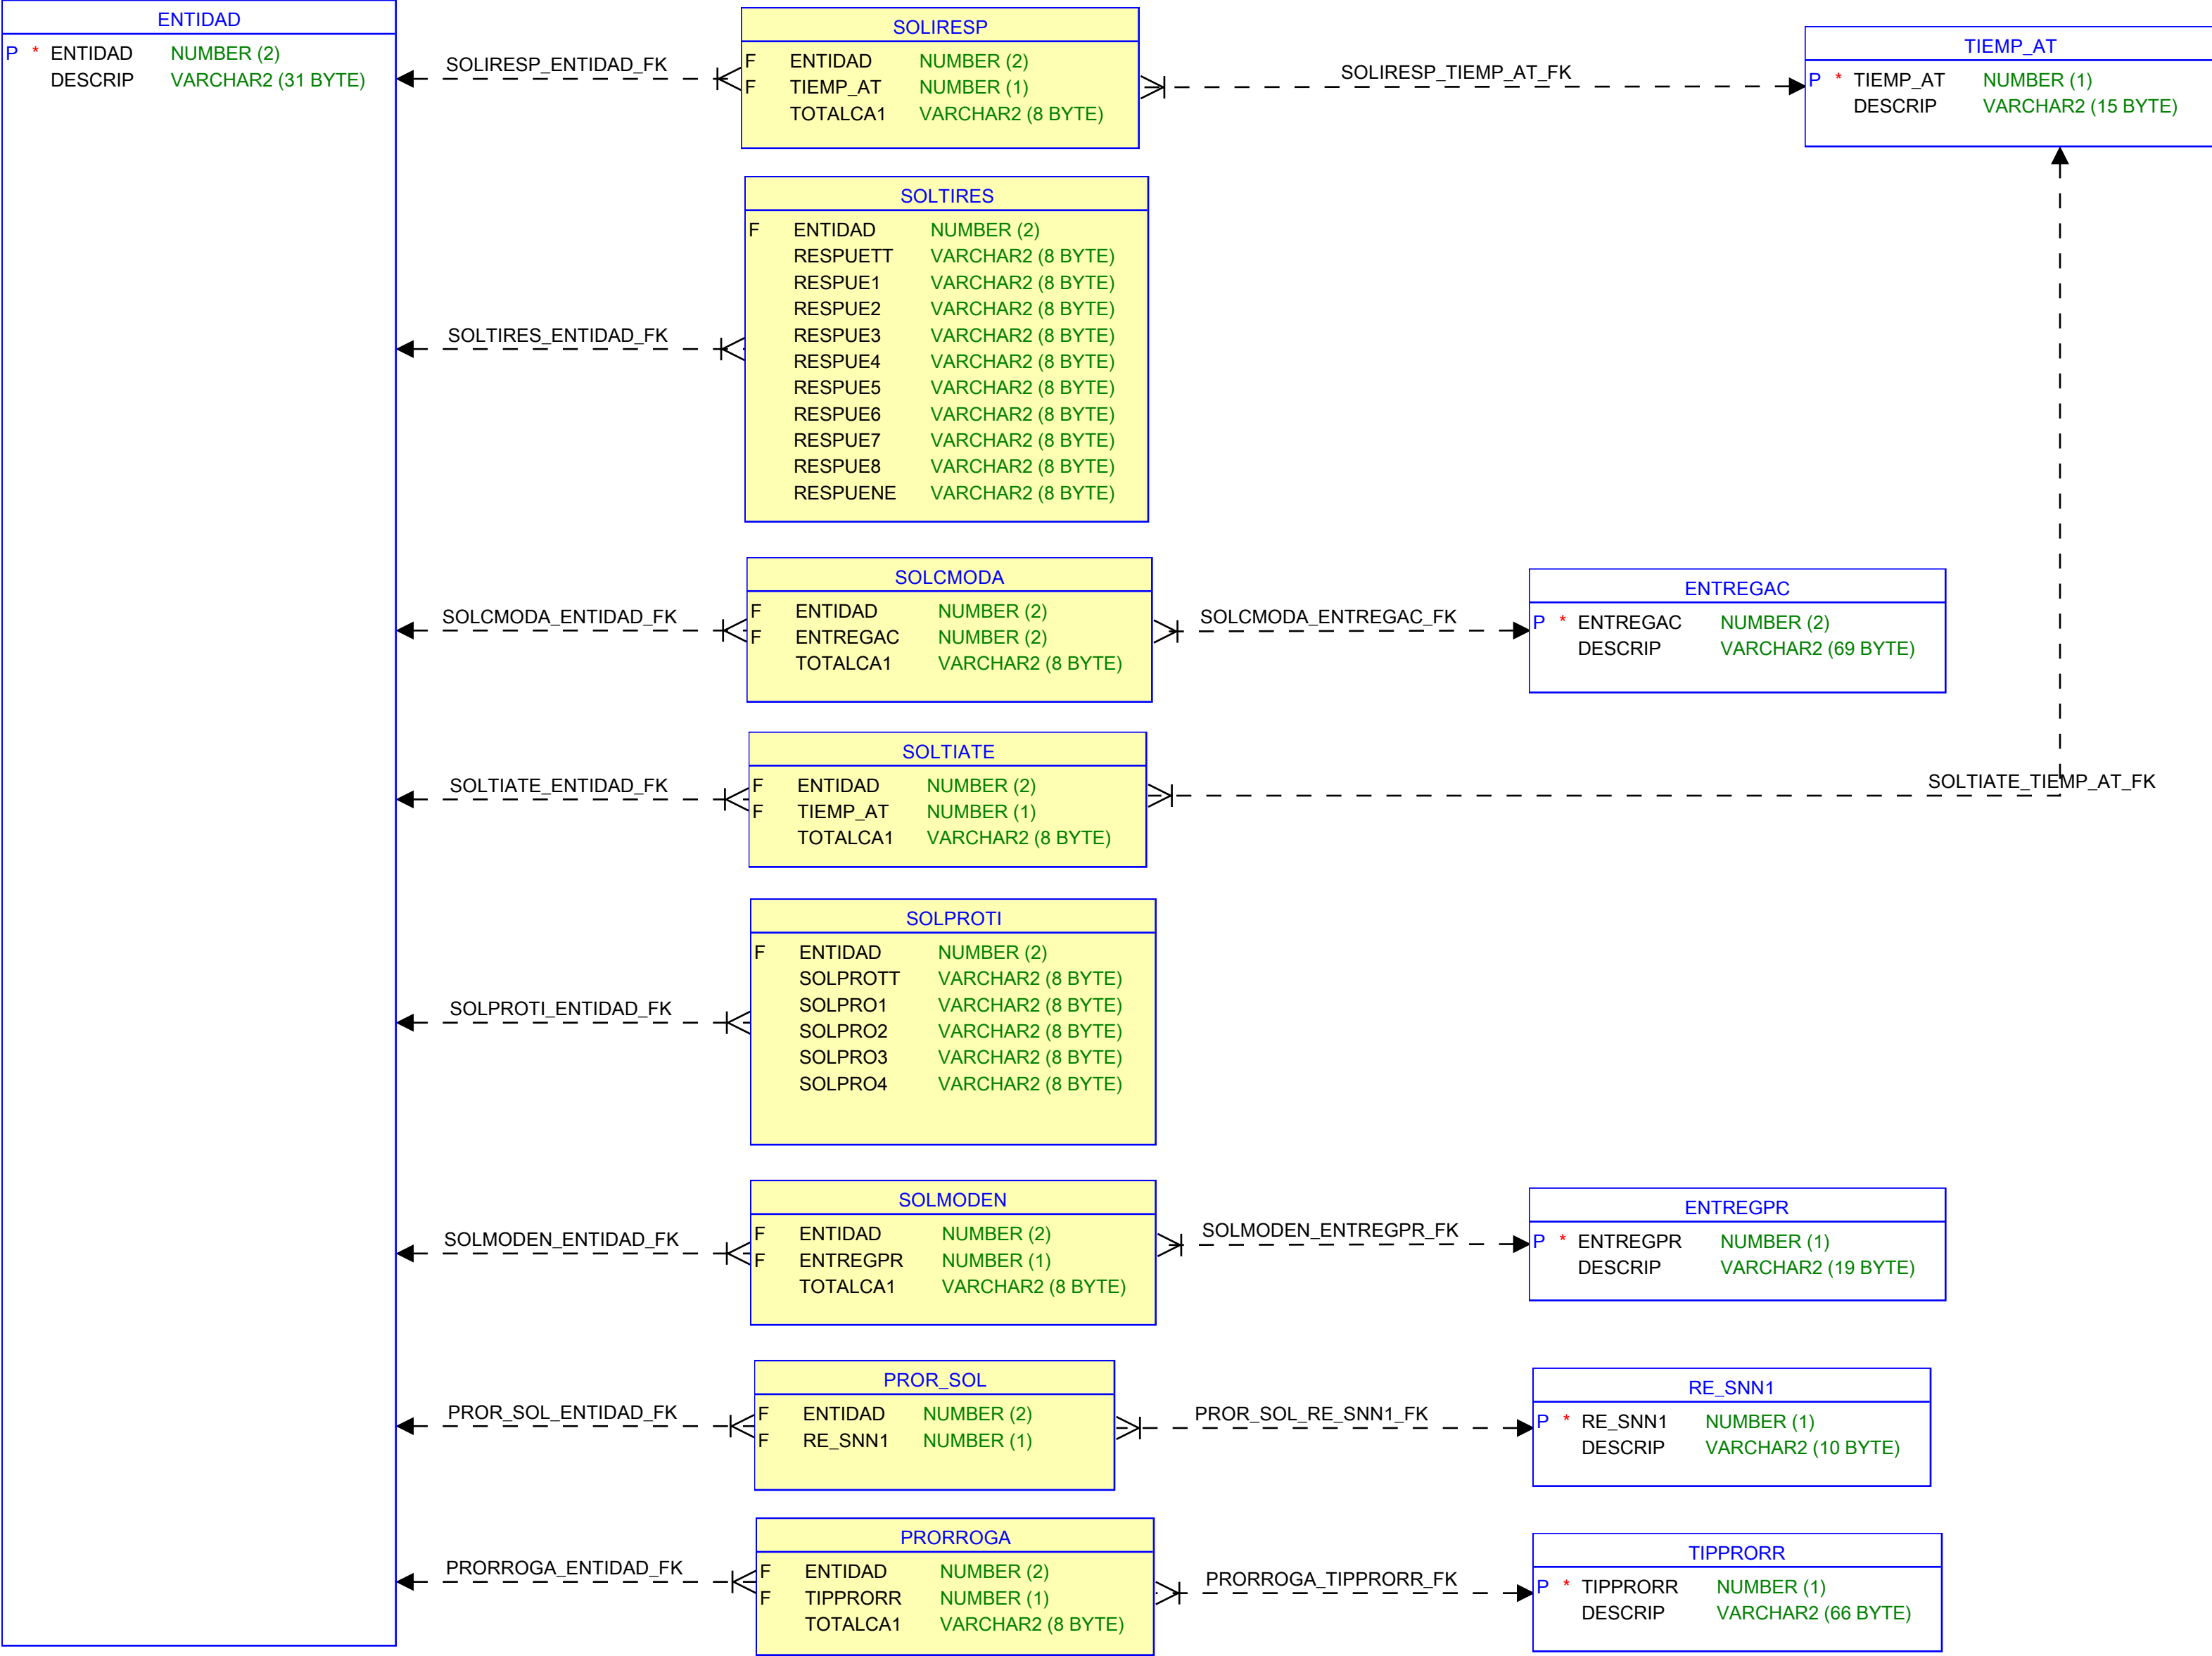 ENTIDAD
P * ENTIDAD NUMBER (2)
DESCRIP VARCHAR2 (31 BYTE)
SOLIRESP_ENTIDAD_FK
SOLIRESP
F ENTIDAD NUMBER (2)
F TIEMP_AT NUMBER (1)
TOTALCA1 VARCHAR2 (8 BYTE)
SOLIRESP_TIEMP_AT_FK
TIEMP_AT
P * TIEMP_AT NUMBER (1)
DESCRIP VARCHAR2 (15 BYTE)
SOLTIRES_ENTIDAD_FK
SOLTIRES
F ENTIDAD NUMBER (2)
RESPUETT VARCHAR2 (8 BYTE)
RESPUE1 VARCHAR2 (8 BYTE)
RESPUE2 VARCHAR2 (8 BYTE)
RESPUE3 VARCHAR2 (8 BYTE)
RESPUE4 VARCHAR2 (8 BYTE)
RESPUE5 VARCHAR2 (8 BYTE)
RESPUE6 VARCHAR2 (8 BYTE)
RESPUE7 VARCHAR2 (8 BYTE)
RESPUE8 VARCHAR2 (8 BYTE)
RESPUENE VARCHAR2 (8 BYTE)
SOLCMODA_ENTIDAD_FK
SOLCMODA
F ENTIDAD NUMBER (2)
F ENTREGAC NUMBER (2)
TOTALCA1 VARCHAR2 (8 BYTE)
SOLCMODA_ENTREGAC_FK
ENTREGAC
P * ENTREGAC NUMBER (2)
DESCRIP VARCHAR2 (69 BYTE)
SOLTIATE_ENTIDAD_FK
SOLTIATE
F ENTIDAD NUMBER (2)
F TIEMP_AT NUMBER (1)
TOTALCA1 VARCHAR2 (8 BYTE)
SOLTIATE_TIEMP_AT_FK
SOLPROTI_ENTIDAD_FK
SOLPROTI
F ENTIDAD NUMBER (2)
SOLPROTT VARCHAR2 (8 BYTE)
SOLPRO1 VARCHAR2 (8 BYTE)
SOLPRO2 VARCHAR2 (8 BYTE)
SOLPRO3 VARCHAR2 (8 BYTE)
SOLPRO4 VARCHAR2 (8 BYTE)
SOLMODEN_ENTIDAD_FK
SOLMODEN
F ENTIDAD NUMBER (2)
F ENTREGPR NUMBER (1)
TOTALCA1 VARCHAR2 (8 BYTE)
SOLMODEN_ENTREGPR_FK
ENTREGPR
P * ENTREGPR NUMBER (1)
DESCRIP VARCHAR2 (19 BYTE)
PROR_SOL_ENTIDAD_FK
PROR_SOL
F ENTIDAD NUMBER (2)
F RE_SNN1 NUMBER (1)
PROR_SOL_RE_SNN1_FK
RE_SNN1
P * RE_SNN1 NUMBER (1)
DESCRIP VARCHAR2 (10 BYTE)
PRORROGA_ENTIDAD_FK
PRORROGA
F ENTIDAD NUMBER (2)
F TIPPRORR NUMBER (1)
TOTALCA1 VARCHAR2 (8 BYTE)
PRORROGA_TIPPRORR_FK
TIPPRORR
P * TIPPRORR NUMBER (1)
DESCRIP VARCHAR2 (66 BYTE)